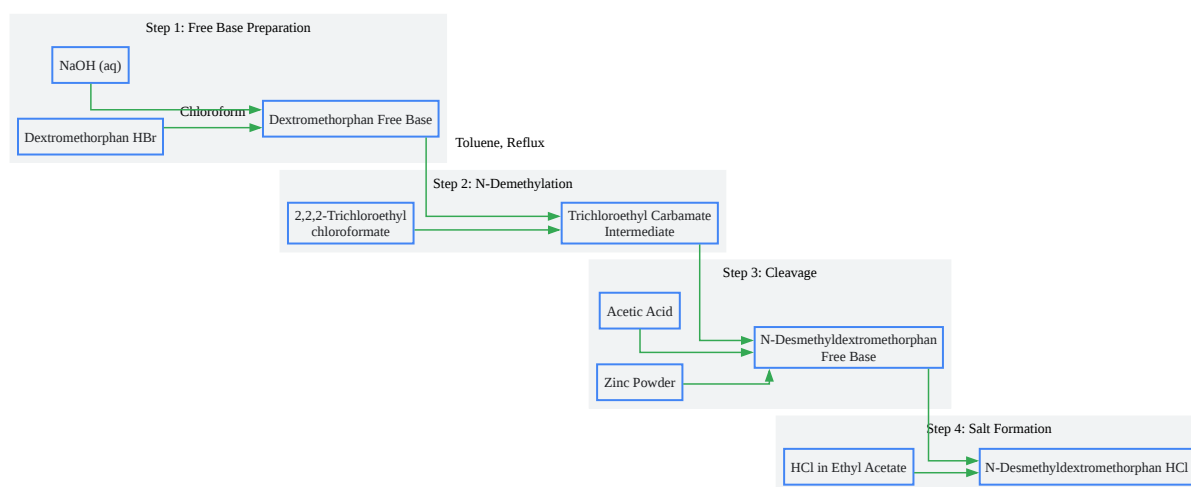 Step 1: Free Base Preparation
NaOH (aq)
Chloroform
Dextromethorphan Free Base
Dextromethorphan HBr
Toluene, Reflux
Step 2: N-Demethylation
2,2,2-Trichloroethyl
chloroformate
Trichloroethyl Carbamate
Intermediate
Step 3: Cleavage
Acetic Acid
N-Desmethyldextromethorphan
Free Base
Zinc Powder
Step 4: Salt Formation
HCl in Ethyl Acetate
N-Desmethyldextromethorphan HCl